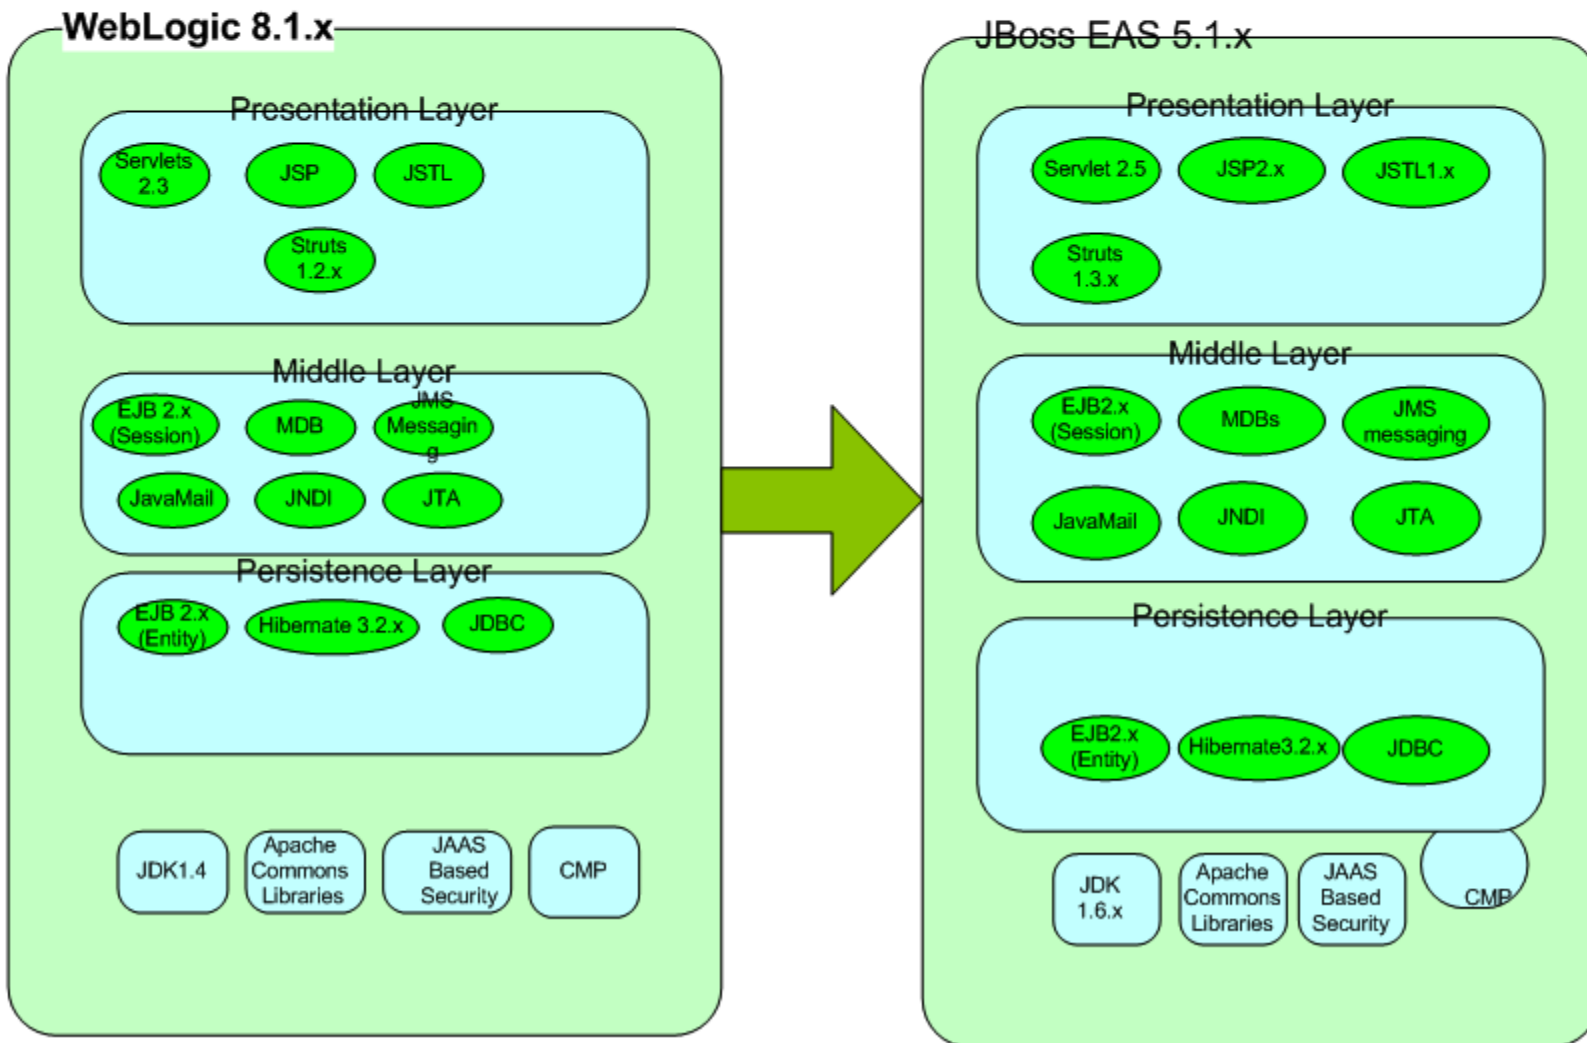 WebLogic 8.1.x
Presentation Layer
Servlets
2.3
JSP
JSTL
Struts
1.2.x
Middle Layer
EJB 2.x
(Session)
MDB
JMS
Messagin
g
JavaMail
JNDI
JTA
Persistence Layer
EJB 2.x
(Entity)
Hibernate 3.2.x
JDBC
JDK1.4
Apache
Commons
Libraries
JAAS
Based
Security
CMP
JBoss EAS 5.1.x
Presentation Layer
Servlet 2.5
JSP2.x
JSTL1.x
Struts
1.3.x
Middle Layer
EJB2.x
(Session)
MDBs
JMS
messaging
JavaMail
JNDI
JTA
Persistence Layer
EJB2.x
(Entity)
Hibernate3.2.x
JDBC
JDK
1.6.x
Apache
Commons
Libraries
JAAS
Based
Security
CMP